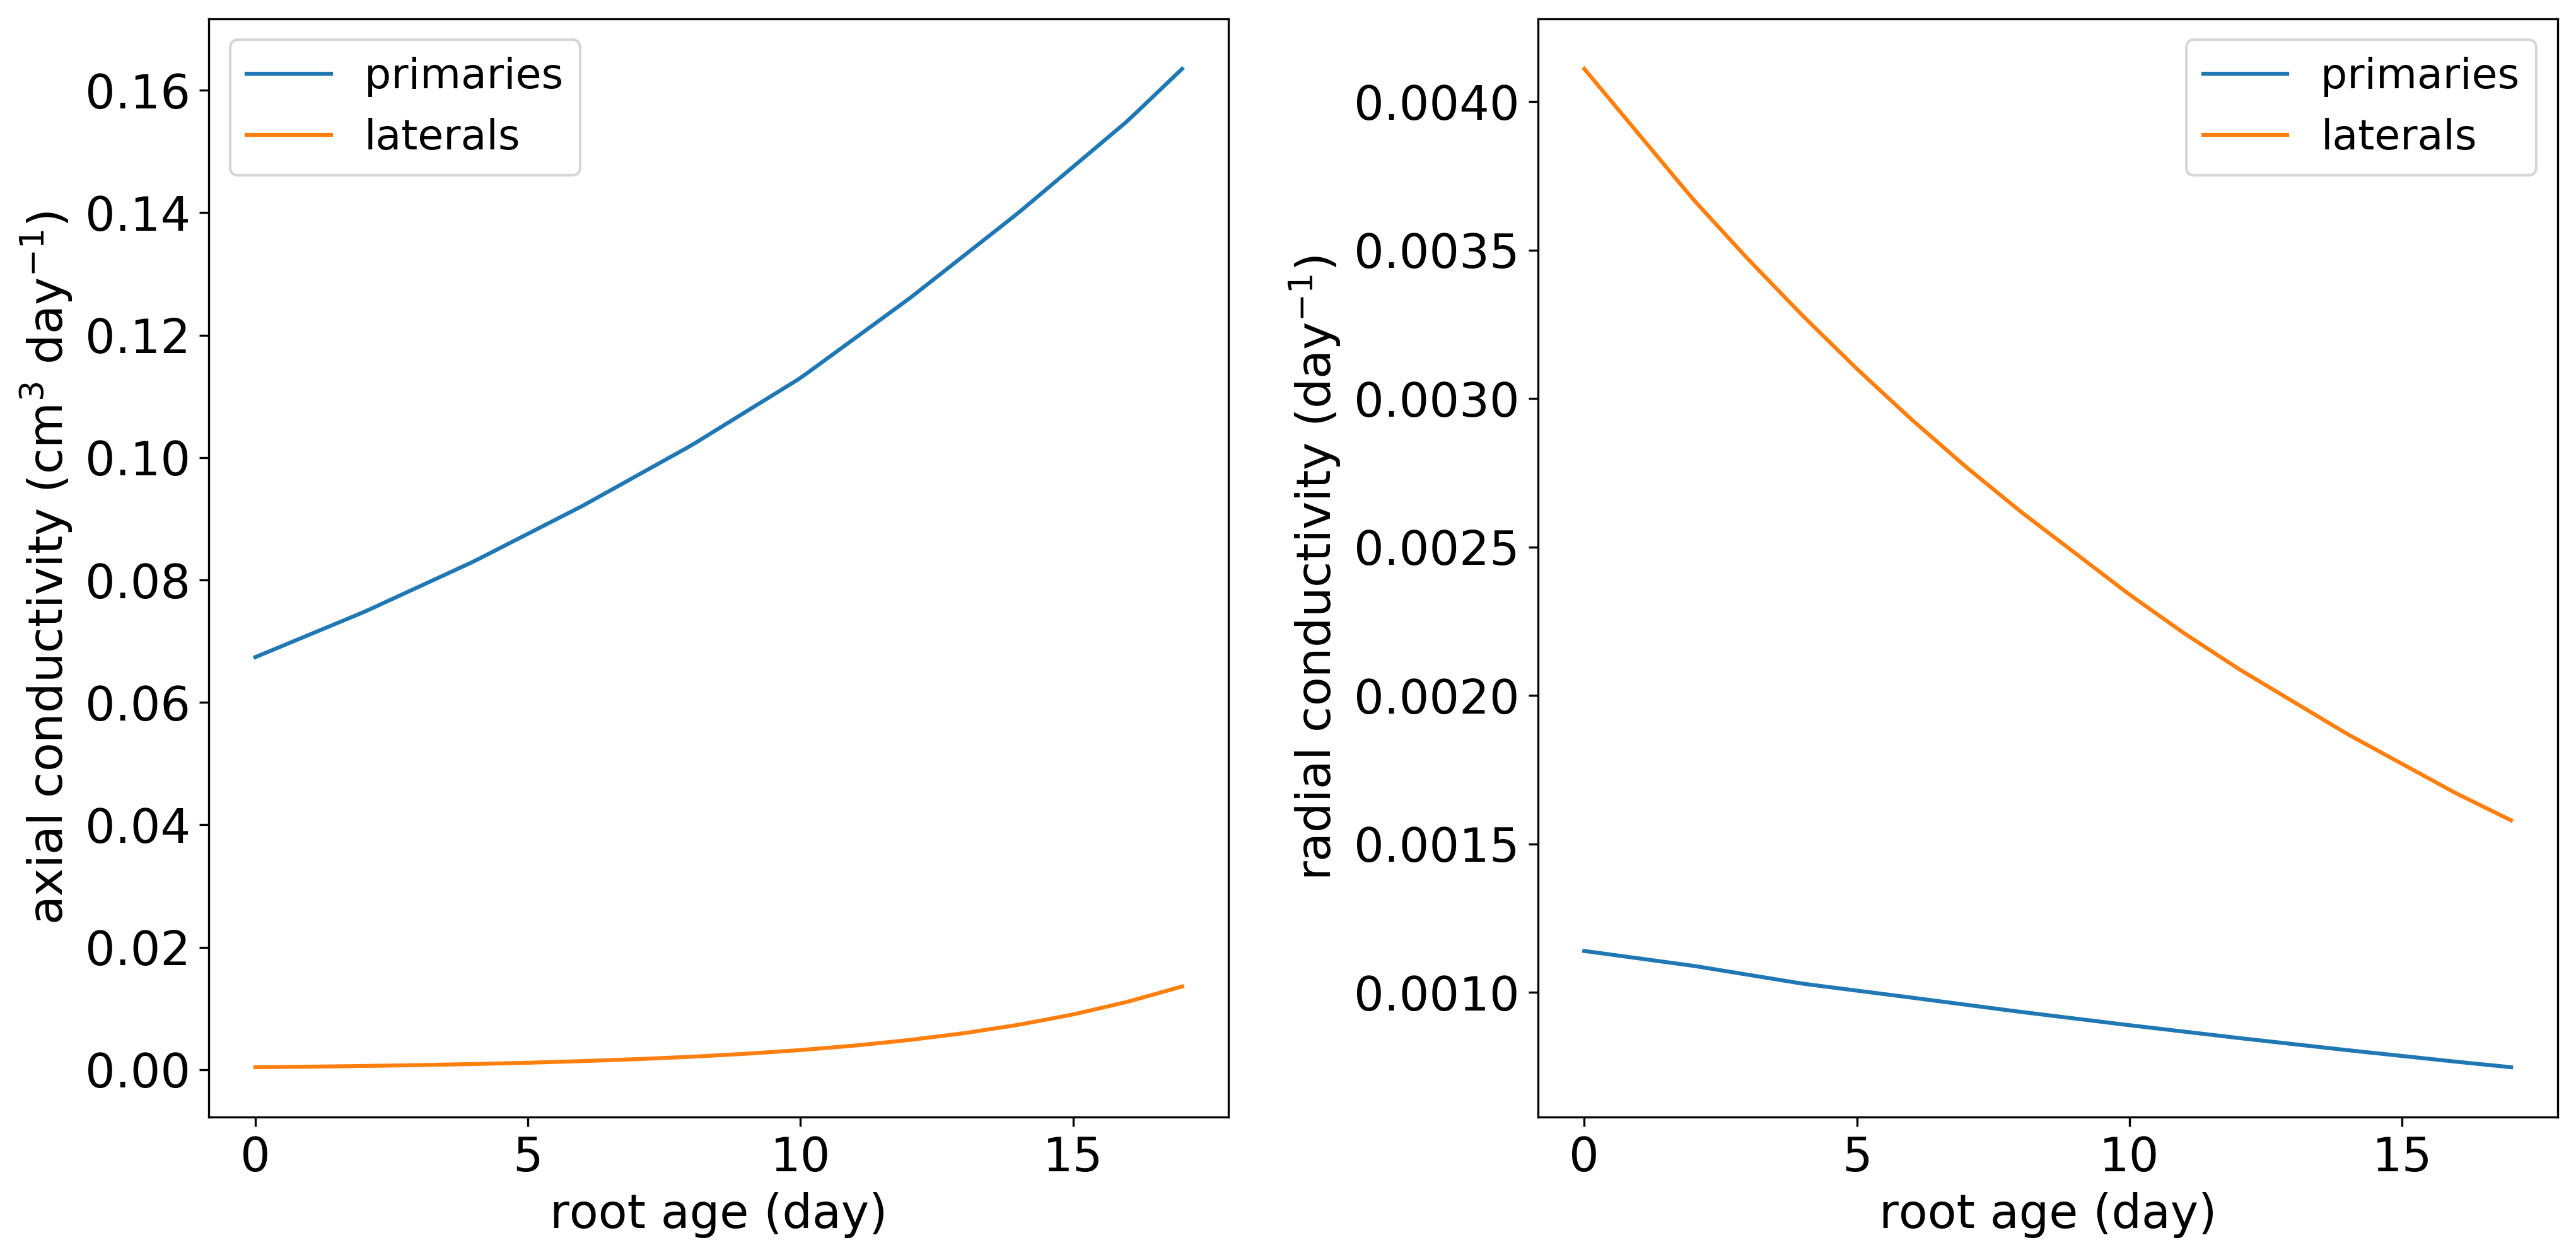 primaries
laterals
0.16
0.14
0.12
0.10
0.08
0.06
0.04
0.02
0.00
axial conductivity (cm³ day⁻¹)
0 5 10 15
root age (day)
primaries
laterals
0.0040
0.0035
0.0030
0.0025
0.0020
0.0015
0.0010
radial conductivity (day⁻¹)
0 5 10 15
root age (day)